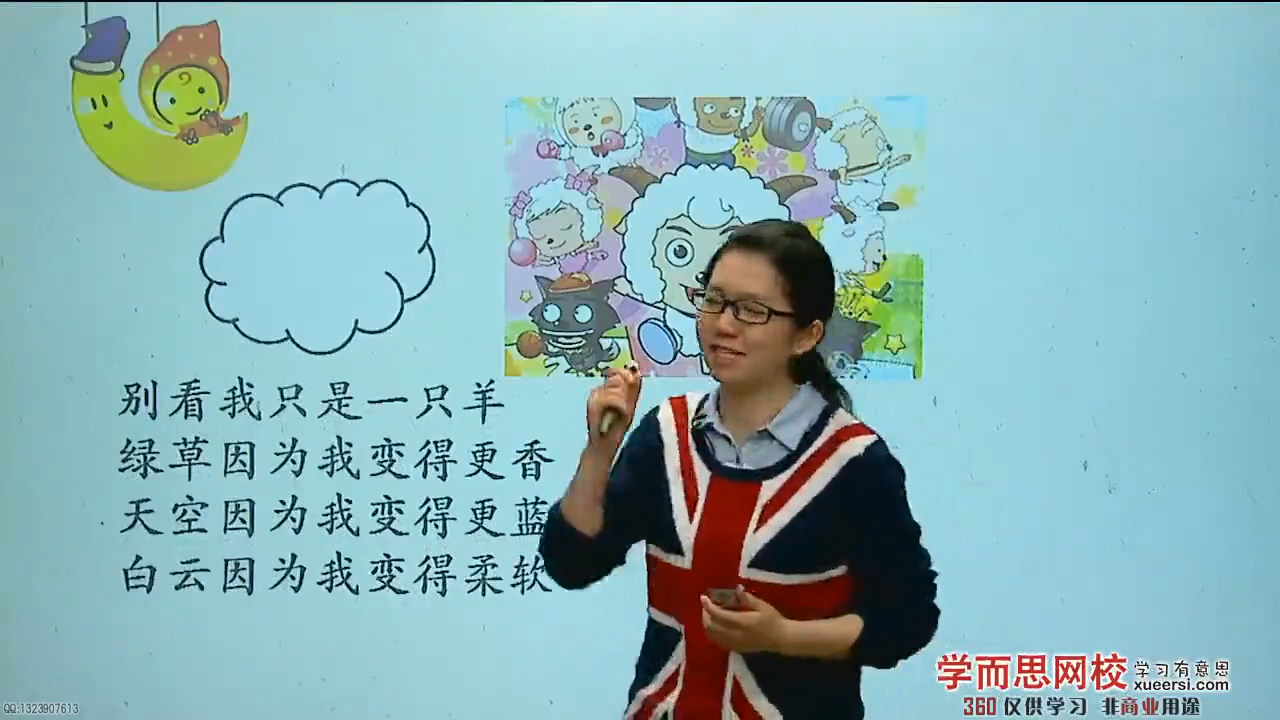 别看我只是一只羊
绿草因为我变得更香
天空因为我变得更蓝
白云因为我变得柔软
学而思网校 学习有意思
xueersi.com
360 仅供学习 非商业用途
QQ:1323907613